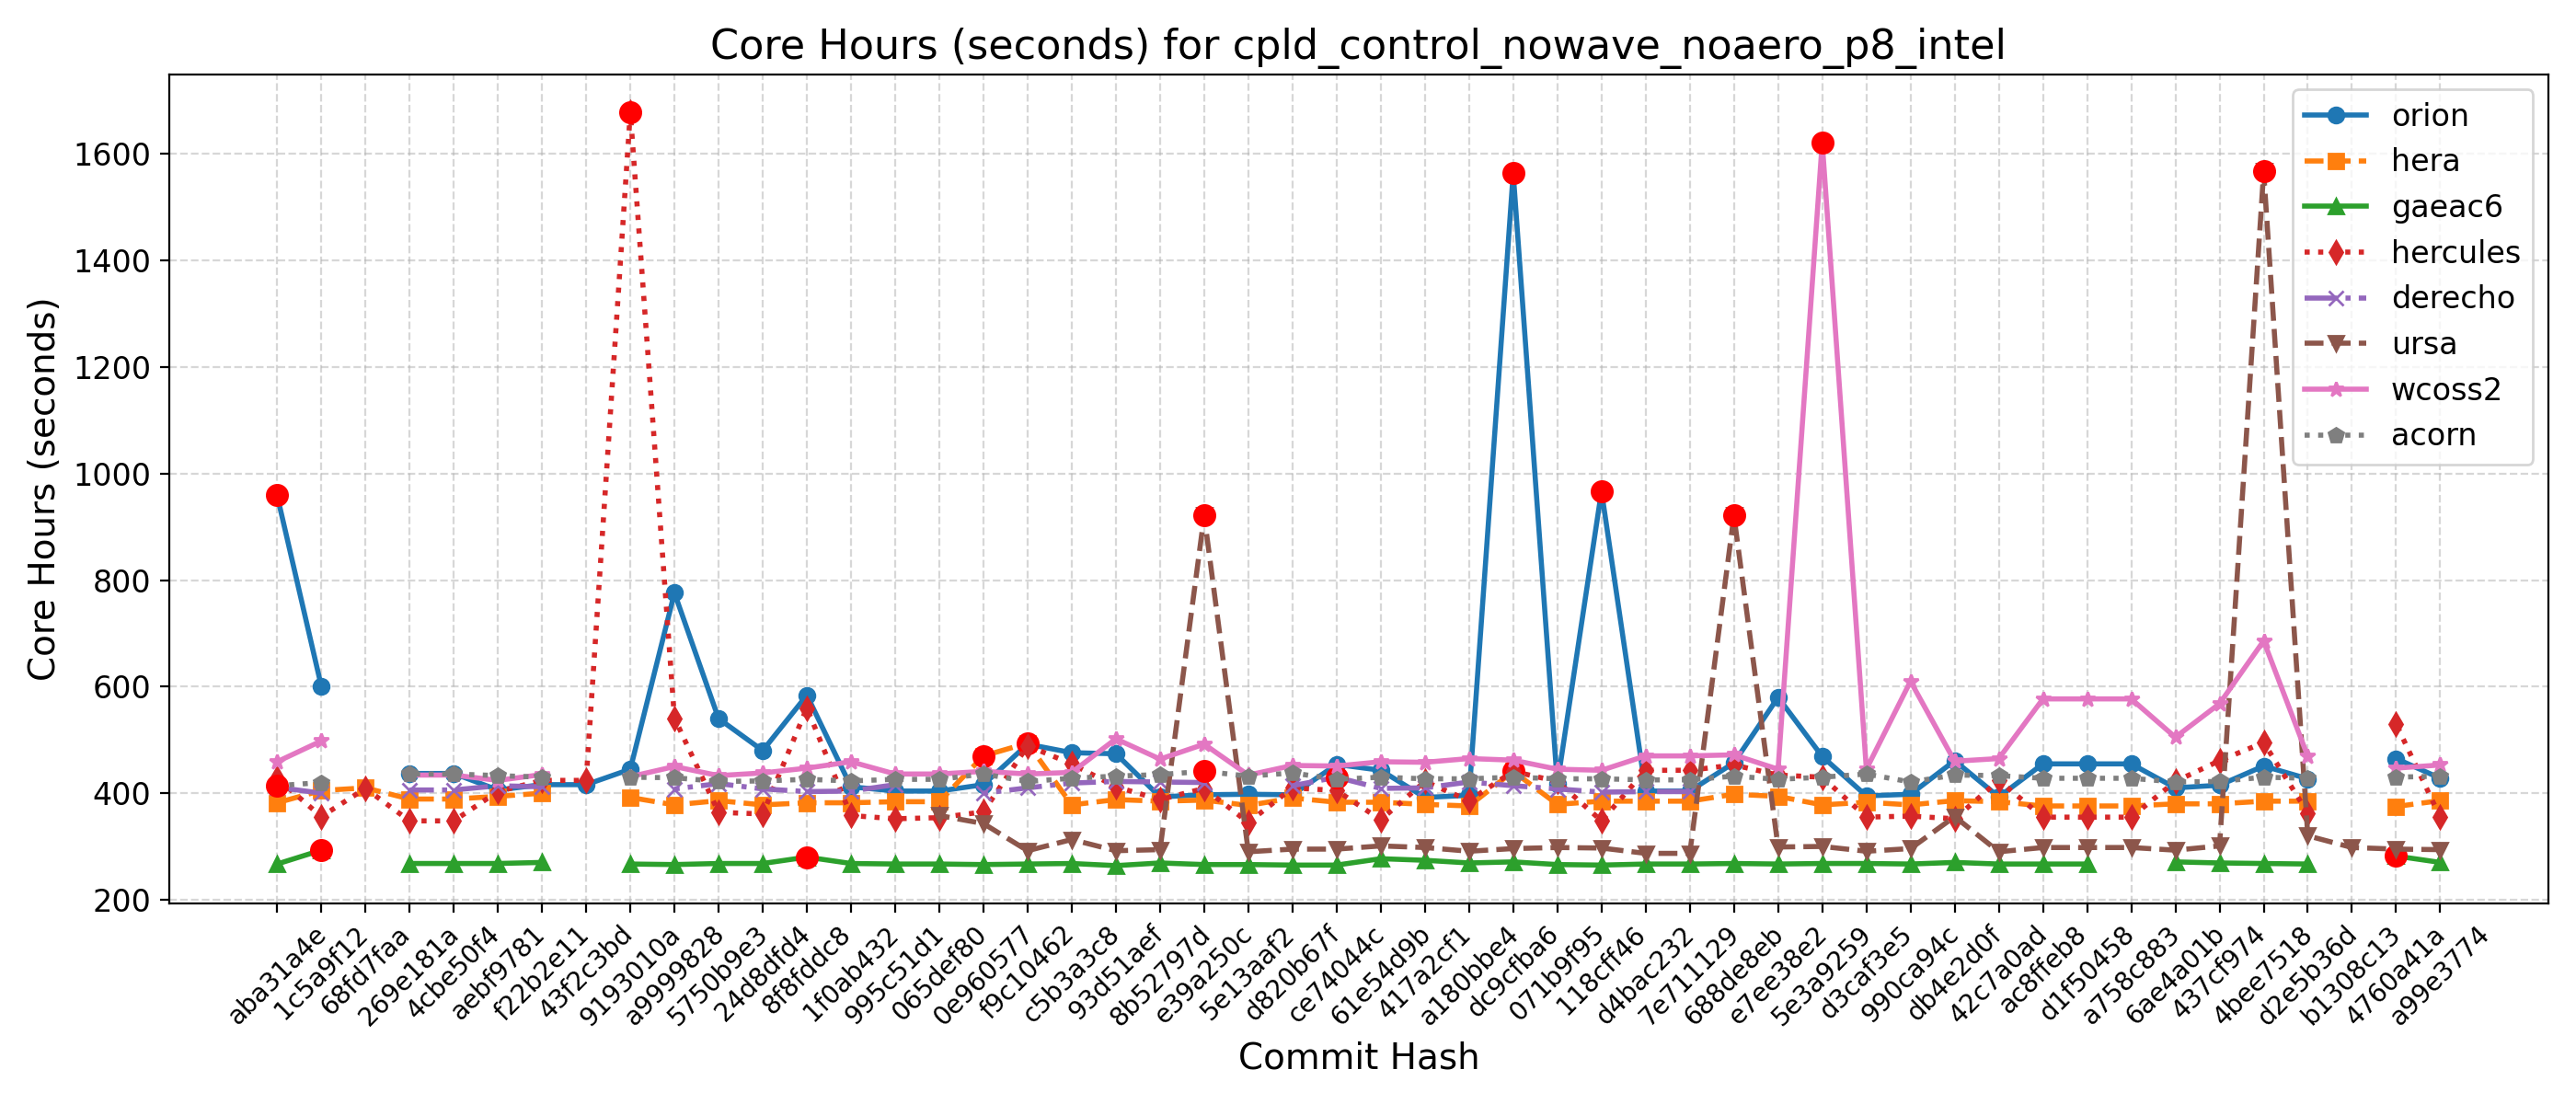 Core Hours (seconds) for cpld_control_nowave_noaero_p8_intel
Core Hours (seconds)
1600
1400
1200
1000
800
600
400
200
orion
hera
gaeac6
hercules
derecho
ursa
wcoss2
acorn
aba31a4e
1c5a9f12
68fd7faa
269e181a
4cbe50f4
aebf9781
f22b2e11
43f2c3bd
9193010a
a9999828
5750b9e3
24d8dfd4
8f8fddc8
1f0ab432
995c51d1
065def80
0e960577
f9c10462
c5b3a3c8
93d51aef
8b52797d
e39a250c
5e13aaf2
d820b67f
ce74044c
61e54d9b
417a2cf1
a180bbe4
dc9cfba6
071b9f95
118cff46
d4bac232
7e711129
688de8eb
e7ee38e2
5e3a9259
d3caf3e5
990ca94c
db4e2d0f
42c7a0ad
ac8ffeb8
d1f50458
a758c883
6ae4a01b
437cf974
4bee7518
d2e5b36d
b1308c13
4760a41a
a99e3774
Commit Hash